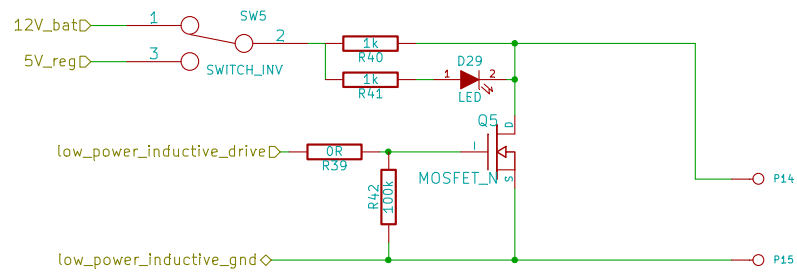 12V_bat
1
SW5
2
5V_reg
3
SWITCH_INV
1k
R40
1k
R41
D29
1
2
LED
low_power_inductive_drive
0R
R39
Q5
D
I
S
MOSFET_N
R42
100k
P14
low_power_inductive_gnd
P15